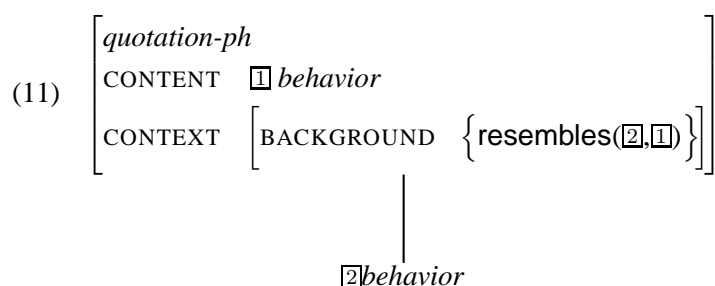 quotation-ph
(11) CONTENT 1 behavior
CONTEXT [BACKGROUND {resembles(2,1)}]
2behavior